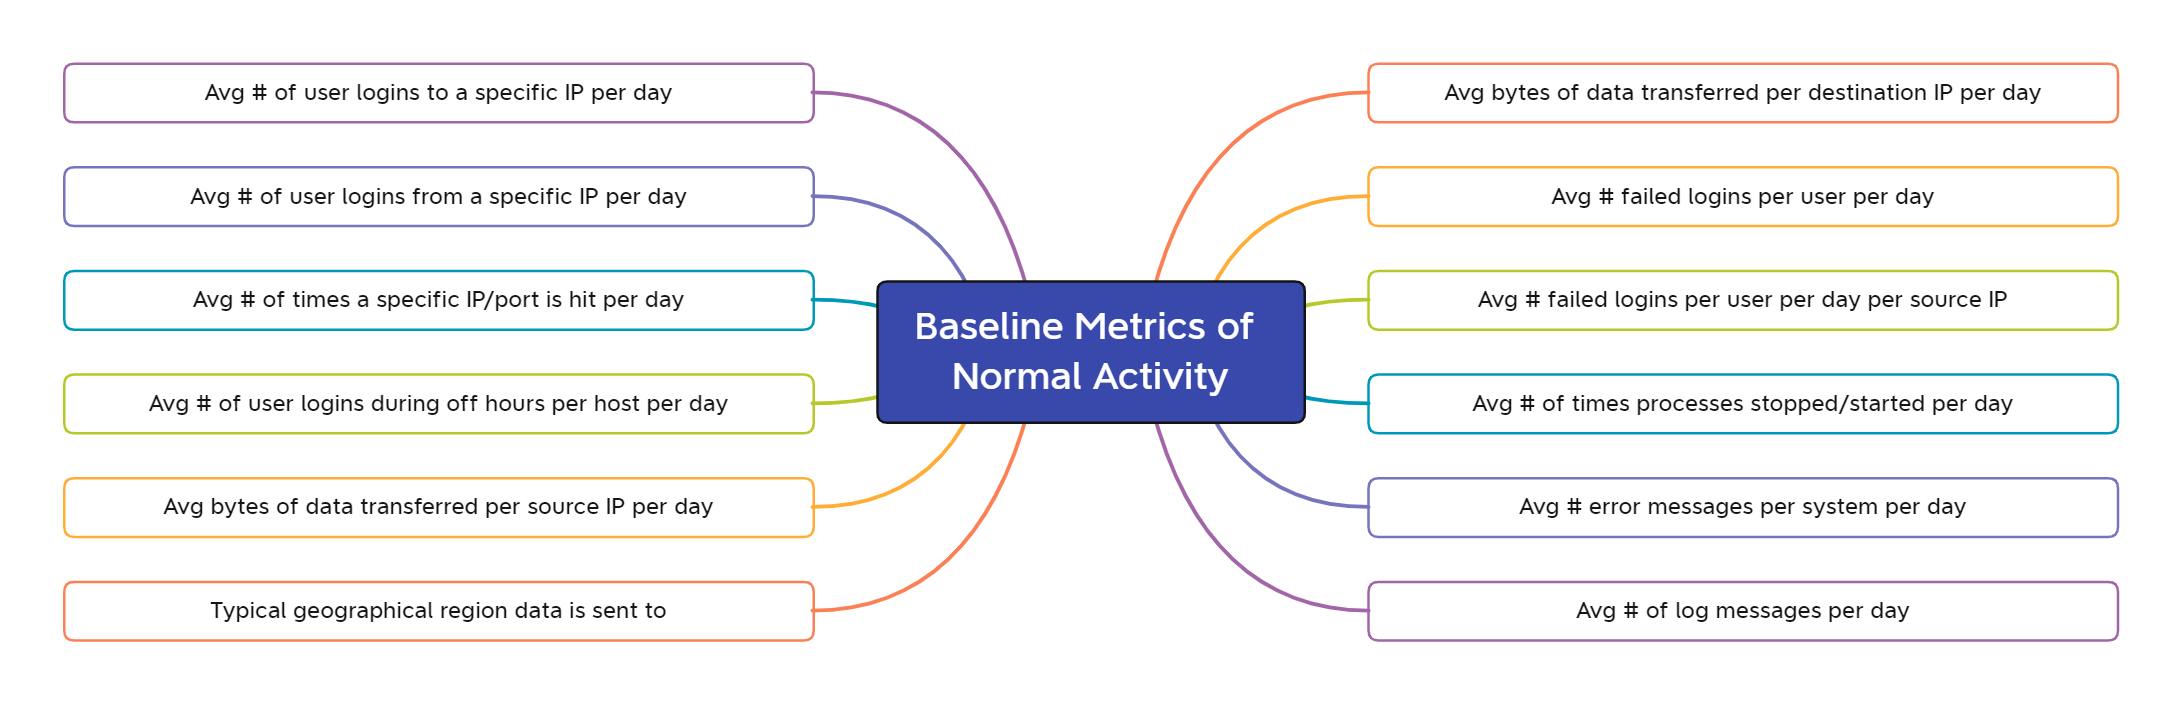 Avg # of user logins to a specific IP per day
Avg # of user logins from a specific IP per day
Avg # of times a specific IP/port is hit per day
Avg # of user logins during off hours per host per day
Avg bytes of data transferred per source IP per day
Typical geographical region data is sent to
Baseline Metrics of
Normal Activity
Avg bytes of data transferred per destination IP per day
Avg # failed logins per user per day
Avg # failed logins per user per day per source IP
Avg # of times processes stopped/started per day
Avg # error messages per system per day
Avg # of log messages per day